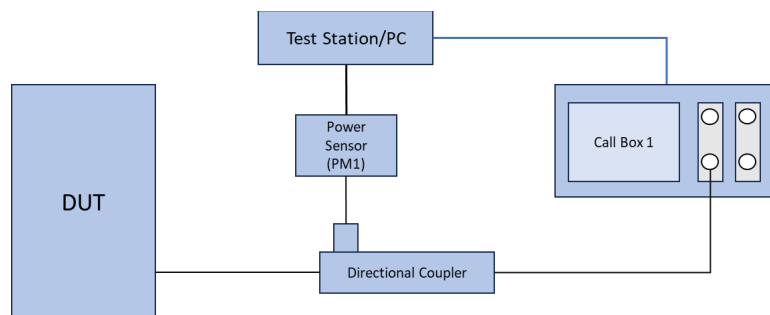 Test Station/PC
Power
Sensor
(PM1)
Call Box 1
DUT
Directional Coupler